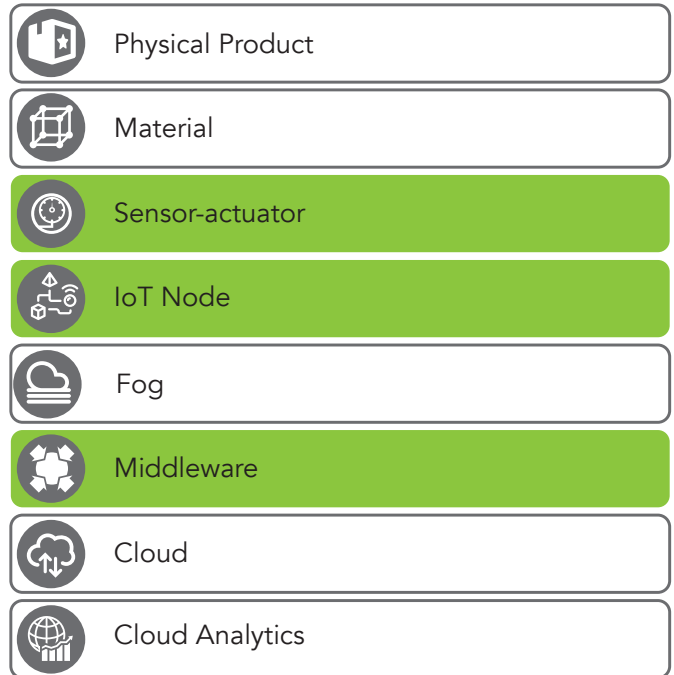 Physical Product
Material
Sensor-actuator
IoT Node
Fog
Middleware
Cloud
Cloud Analytics